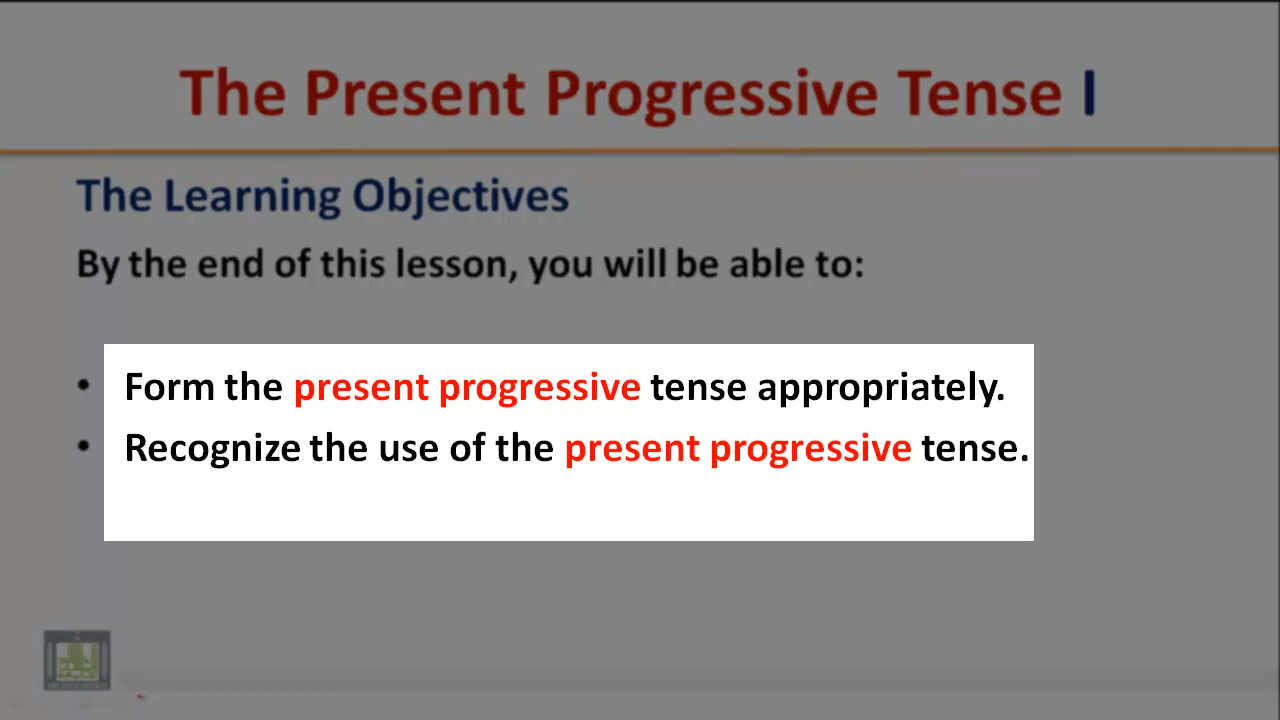 The Present Progressive Tense I
The Learning Objectives
By the end of this lesson, you will be able to:
• Form the present progressive tense appropriately.
• Recognize the use of the present progressive tense.